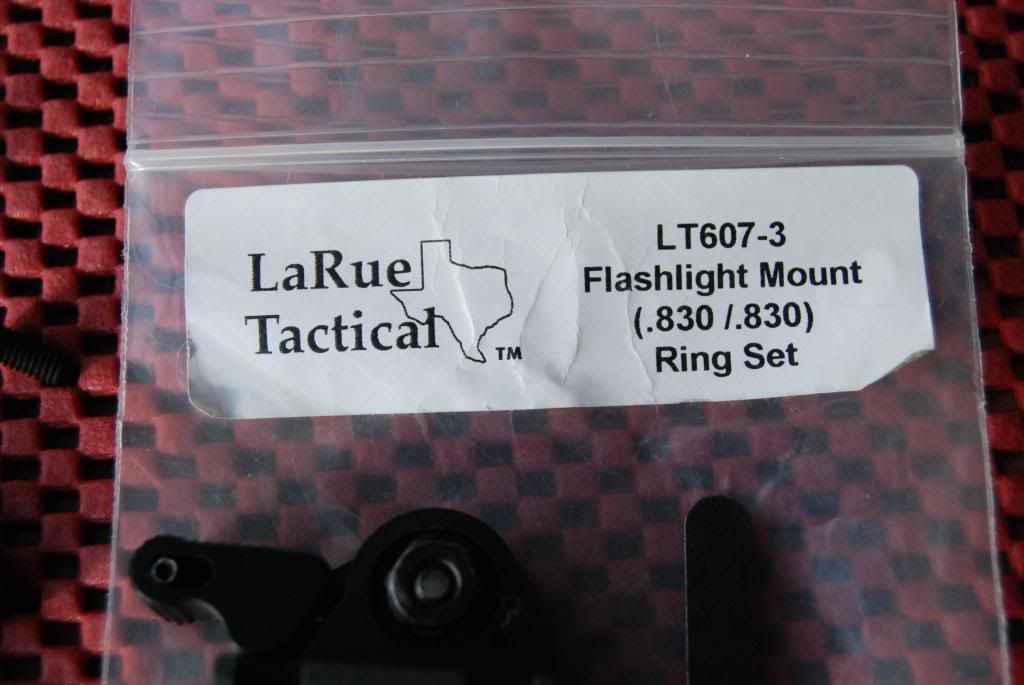 LaRue
Tactical TM
LT607-3
Flashlight Mount
(.830 /.830)
Ring Set